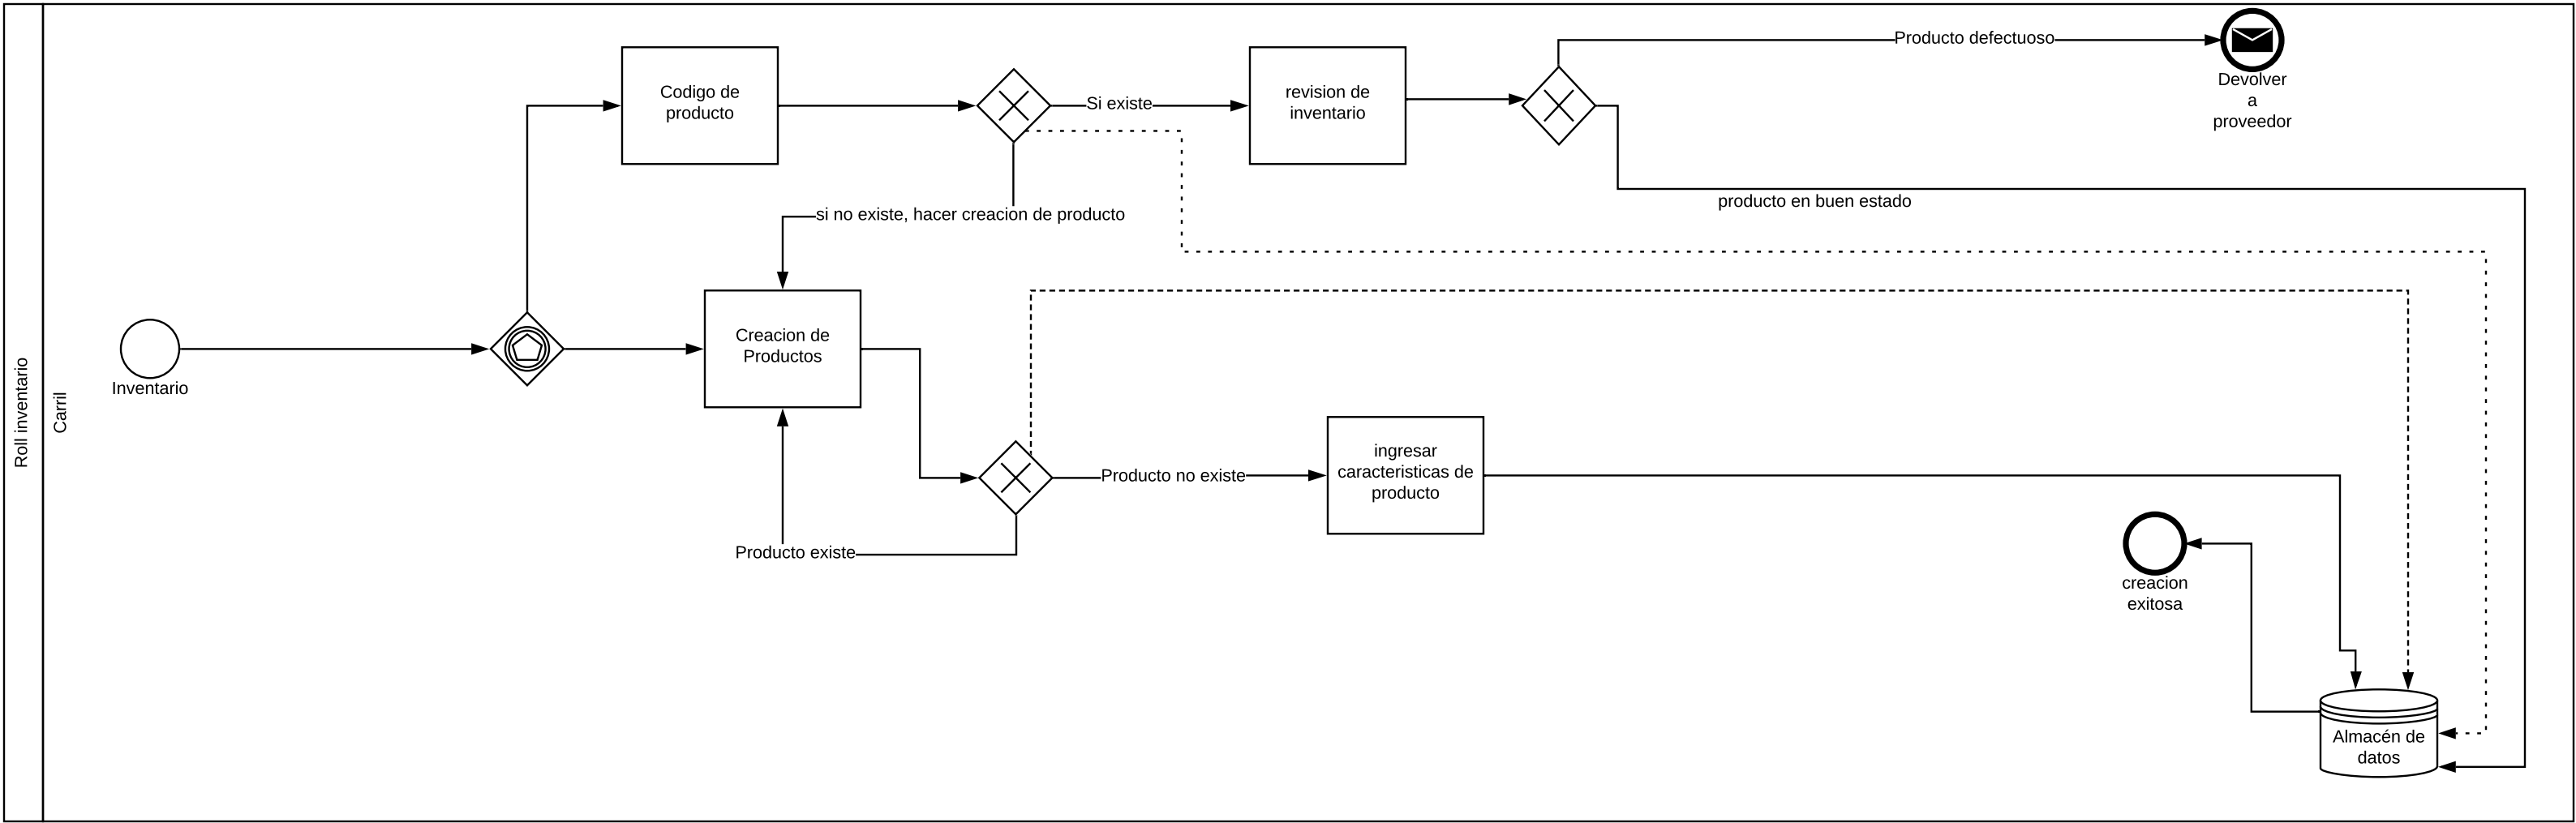 Roll inventario
Carril
Inventario
Codigo de
producto
Si existe
si no existe, hacer creacion de producto
revision de
inventario
Producto defectuoso
Devolver
a
proveedor
producto en buen estado
Creacion de
Productos
Producto no existe
Producto existe
ingresar
caracteristicas de
producto
creacion
exitosa
Almacén de
datos